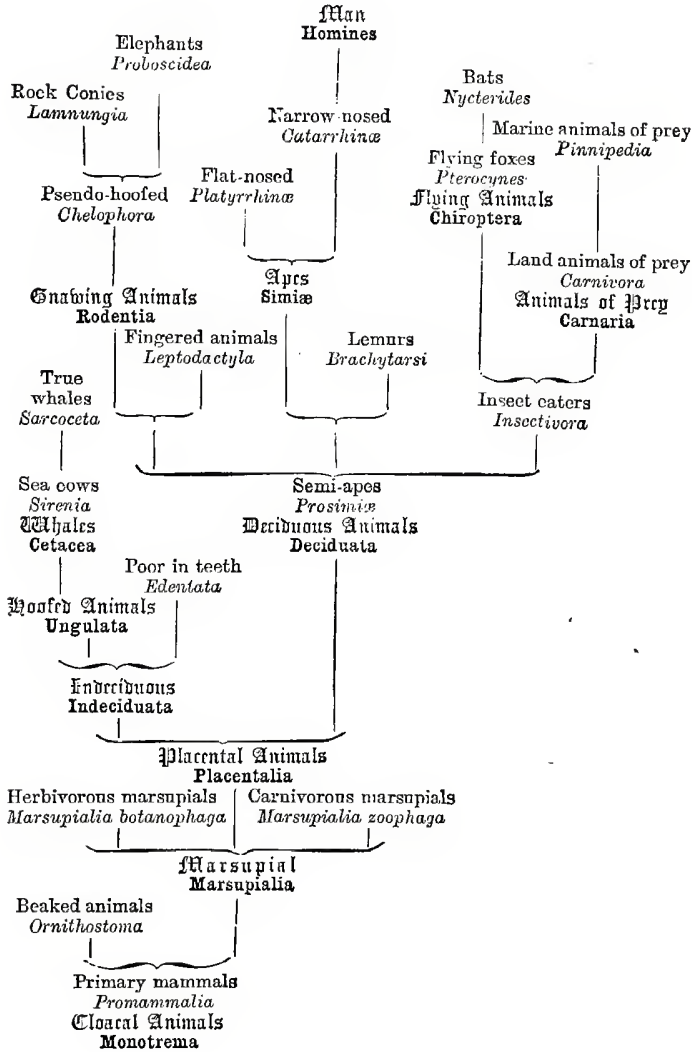 Man
Homines
Elephants
Proboscidea
Rock Conies
Lamnungia
Bats
Nycterides
Narrow-nosed
Catarrhinæ
Marine animals of prey
Pinnipedia
Flying foxes
Pterocynes
Flying Animals
Chiroptera
Flat-nosed
Platyrrhinæ
Psendo-hoofed
Chelophora
Land animals of prey
Carnivora
Animals of Prey
Carnaria
Apes
Simiæ
Gnawing Animals
Rodentia
Fingered animals
Leptodactyla
Lemurs
Brachytarsi
True
whales
Sarcoceta
Insect eaters
Insectivora
Sea cows
Sirenia
Whales
Cetacea
Semi-apes
Prosimiæ
Deciduous Animals
Deciduata
Poor in teeth
Edentata
Hoofed Animals
Ungulata
Indeciduous
Indeciduata
Placental Animals
Placentalia
Herbivorous marsupials
Marsupialia botanophaga
Carnivorous marsupials
Marsupialia zoophaga
Marsupial
Marsupialia
Beaked animals
Ornithostoma
Primary mammals
Promammalia
Cloacal Animals
Monotrema